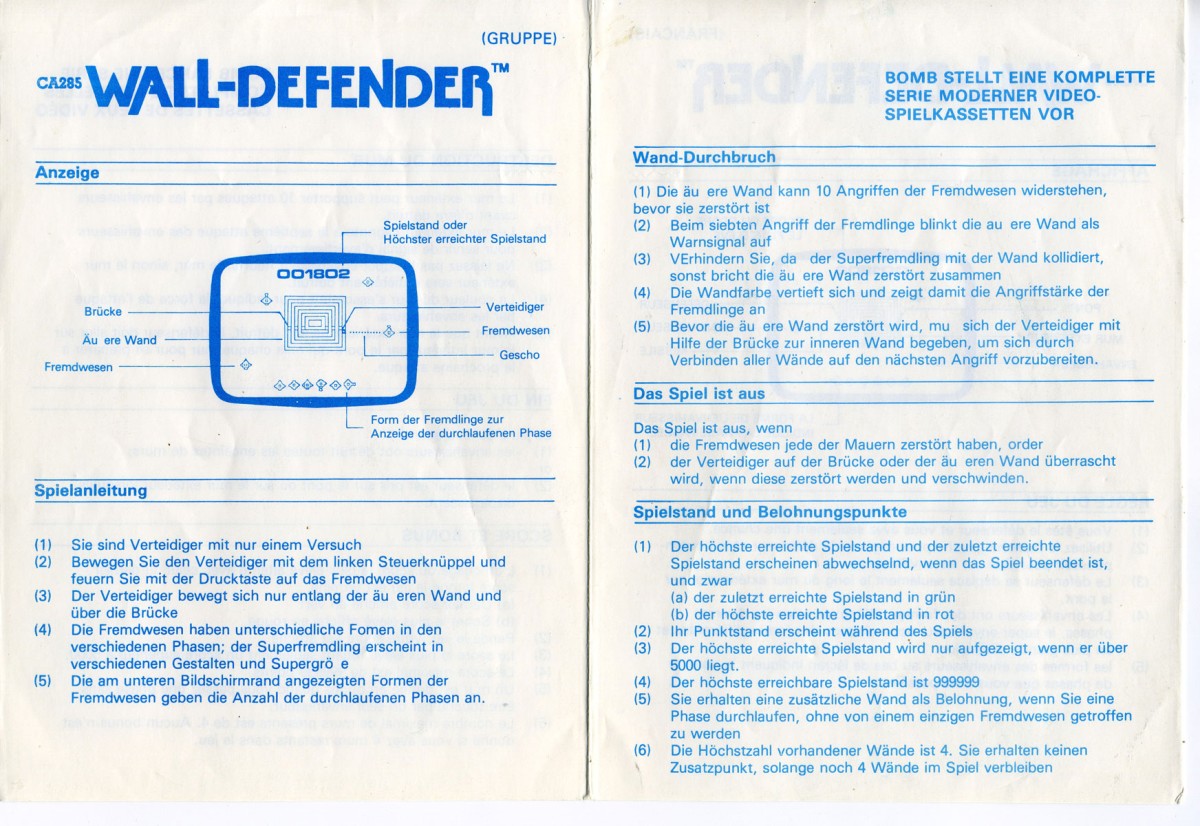 (GRUPPE)
CA285 WALL-DEFENDER™
Anzeige
Spielstand oder
Höchster erreichter Spielstand
001802
Brücke
Verteidiger
Fremdwesen
Äu ere Wand
Gescho
Fremdwesen
Form der Fremdlinge zur
Anzeige der durchlaufenen Phase
Spielanleitung
(1) Sie sind Verteidiger mit nur einem Versuch
(2) Bewegen Sie den Verteidiger mit dem linken Steuerknüppel und
feuern Sie mit der Drucktaste auf das Fremdwesen
(3) Der Verteidiger bewegt sich nur entlang der äu eren Wand und
über die Brücke
(4) Die Fremdwesen haben unterschiedliche Fomen in den
verschiedenen Phasen; der Superfremdling erscheint in
verschiedenen Gestalten und Supergrö e
(5) Die am unteren Bildschirmrand angezeigten Formen der
Fremdwesen geben die Anzahl der durchlaufenen Phasen an.
BOMB STELLT EINE KOMPLETTE
SERIE MODERNER VIDEO-
SPIELKASSETTEN VOR
Wand-Durchbruch
(1) Die äu ere Wand kann 10 Angriffen der Fremdwesen widerstehen,
bevor sie zerstört ist
(2) Beim siebten Angriff der Fremdlinge blinkt die au ere Wand als
Warnsignal auf
(3) VErhindern Sie, da der Superfremdling mit der Wand kollidiert,
sonst bricht die äu ere Wand zerstört zusammen
(4) Die Wandfarbe vertieft sich und zeigt damit die Angriffstärke der
Fremdlinge an
(5) Bevor die äu ere Wand zerstört wird, mu sich der Verteidiger mit
Hilfe der Brücke zur inneren Wand begeben, um sich durch
Verbinden aller Wände auf den nächsten Angriff vorzubereiten.
Das Spiel ist aus
Das Spiel ist aus, wenn
(1) die Fremdwesen jede der Mauern zerstört haben, order
(2) der Verteidiger auf der Brücke oder der äu eren Wand überrascht
wird, wenn diese zerstört werden und verschwinden.
Spielstand und Belohnungspunkte
(1) Der höchste erreichte Spielstand und der zuletzt erreichte
Spielstand erscheinen abwechselnd, wenn das Spiel beendet ist,
und zwar
(a) der zuletzt erreichte Spielstand in grün
(b) der höchste erreichte Spielstand in rot
(2) Ihr Punktstand erscheint während des Spiels
(3) Der höchste erreichte Spielstand wird nur aufgezeigt, wenn er über
5000 liegt.
(4) Der höchste erreichbare Spielstand ist 999999
(5) Sie erhalten eine zusätzliche Wand als Belohnung, wenn Sie eine
Phase durchlaufen, ohne von einem einzigen Fremdwesen getroffen
zu werden
(6) Die Höchstzahl vorhandener Wände ist 4. Sie erhalten keinen
Zusatzpunkt, solange noch 4 Wände im Spiel verbleiben